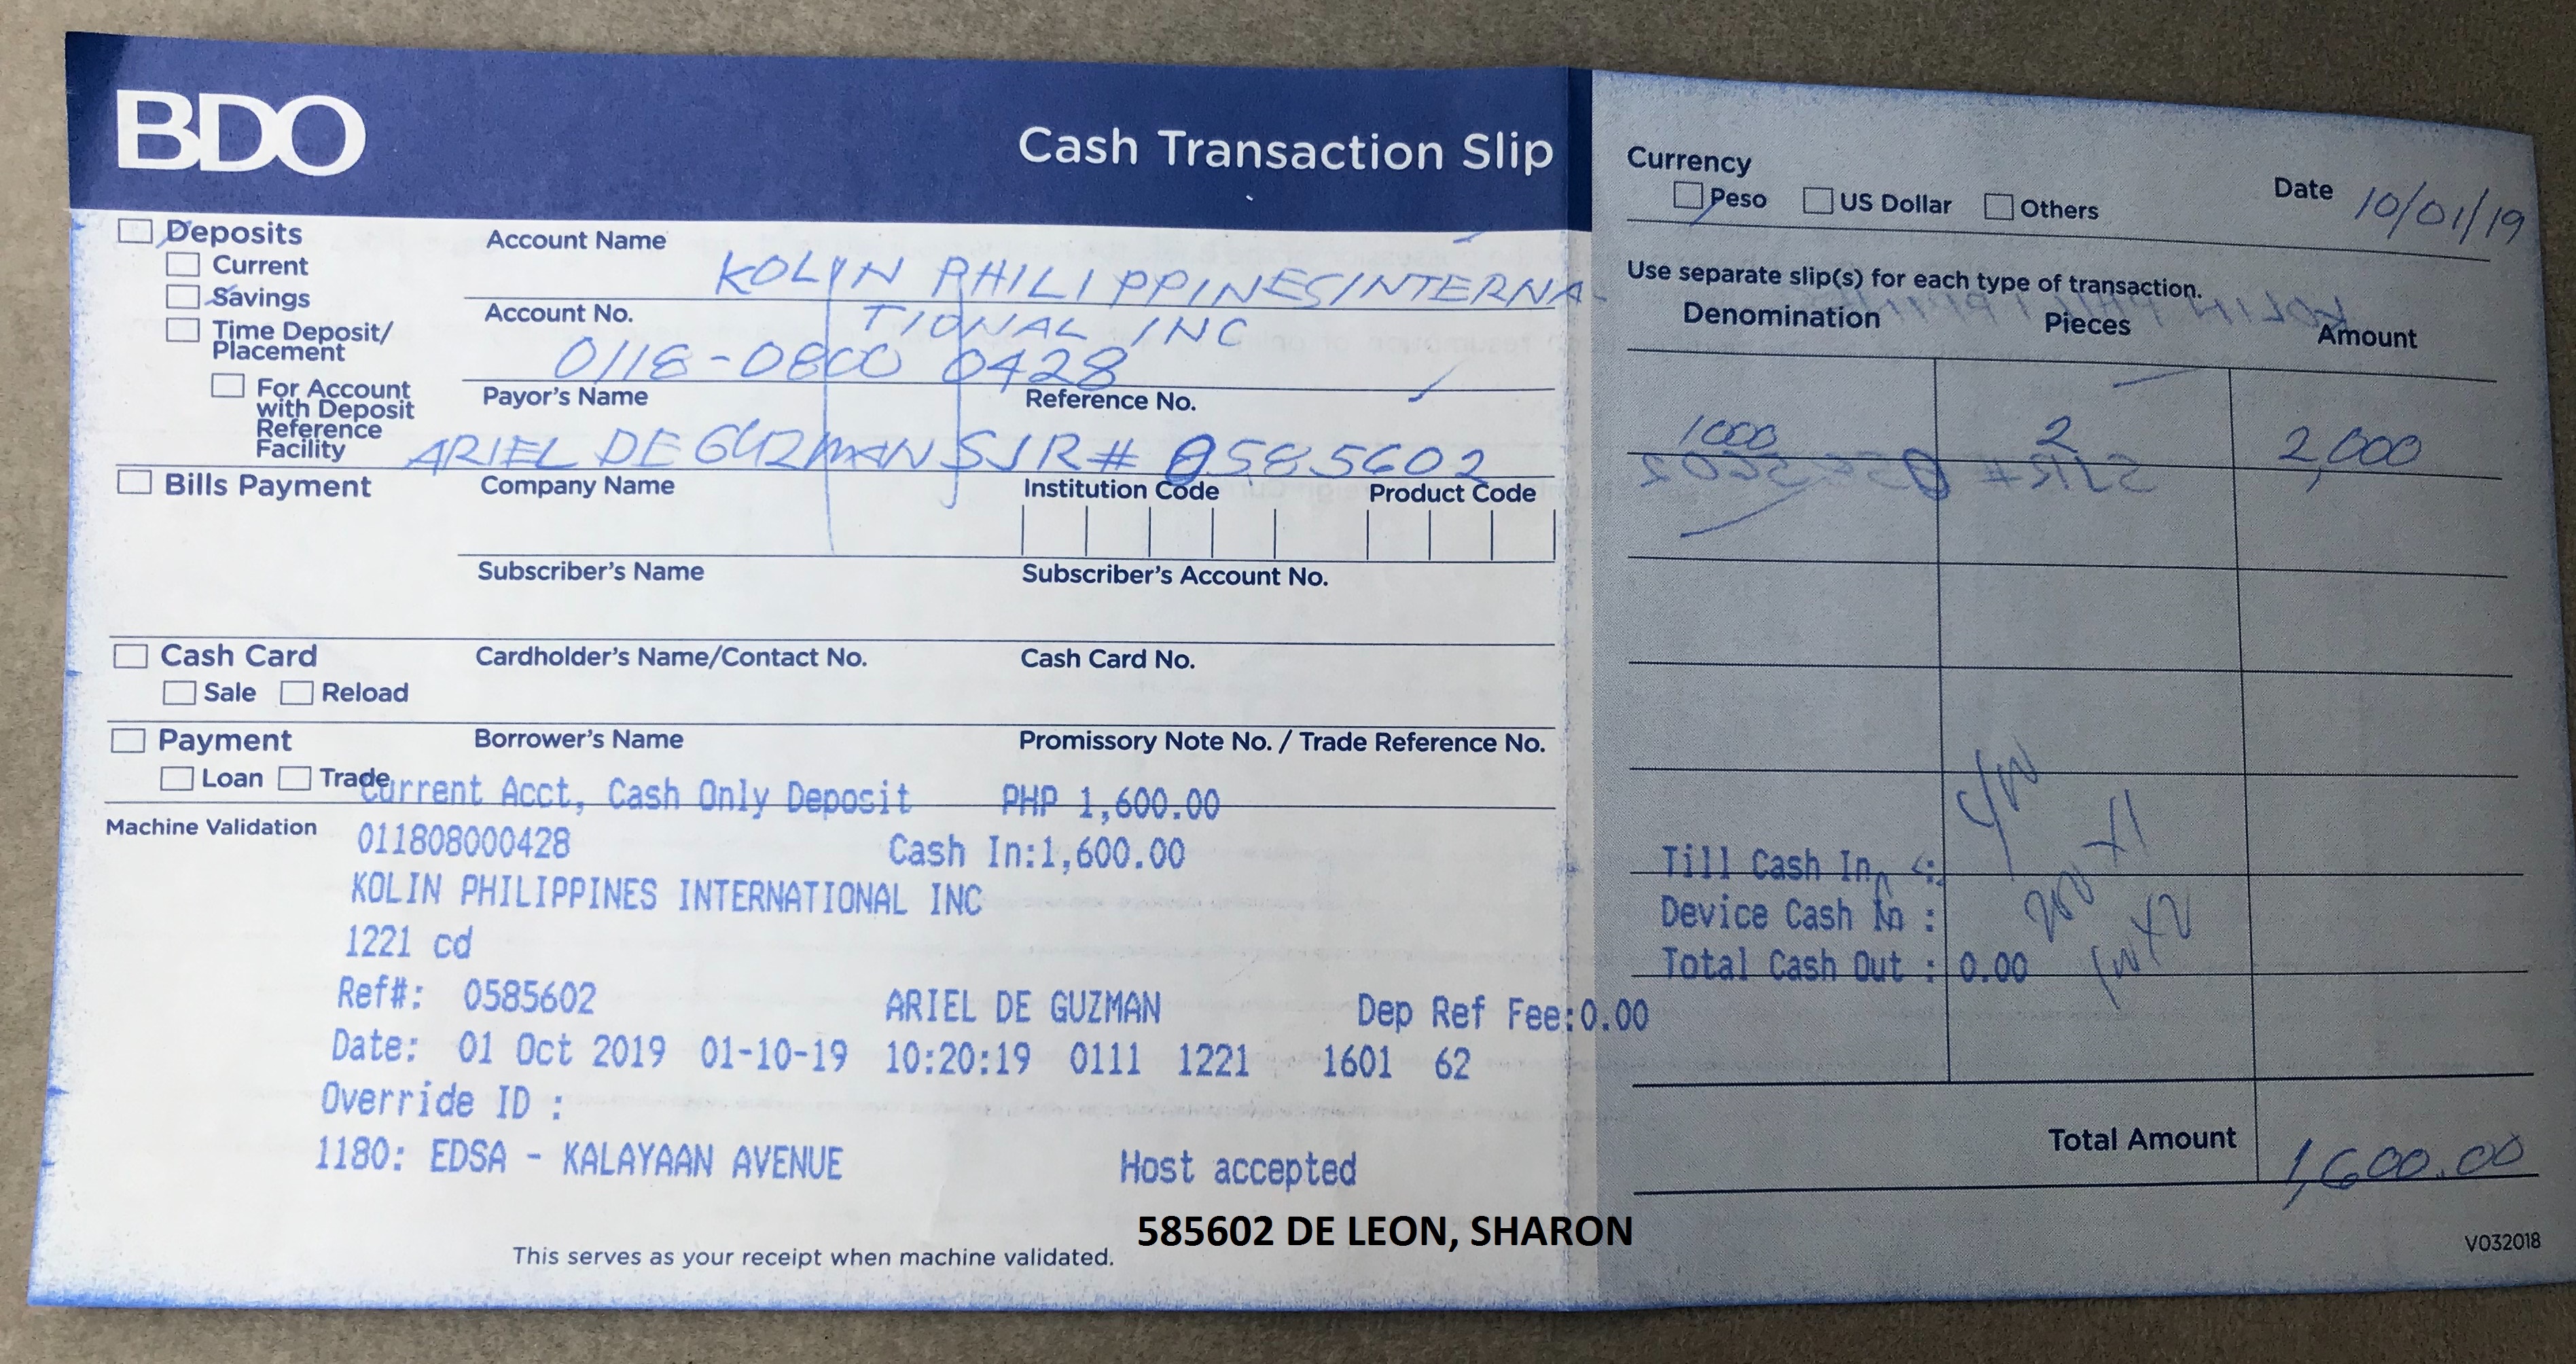 BDO
Cash Transaction Slip
Deposits
Current
Savings
Time Deposit/
Placement
For Account
with Deposit
Reference
Facility
Account Name
KOLIN PHILIPPINES INTERNA-
TIONAL INC
Account No.
0118-0800 0428
Payor's Name
ARIEL DE GUZMAN
Reference No.
SJR# 0585602
Bills Payment
Company Name
Institution Code
Product Code
Subscriber's Name
Subscriber's Account No.
Cash Card
Sale
Reload
Cardholder's Name/Contact No.
Cash Card No.
Payment
Loan
Trade
Borrower's Name
Promissory Note No. / Trade Reference No.
Machine Validation
Current Acct, Cash Only Deposit PHP 1,600.00
011808000428 Cash In:1,600.00
KOLIN PHILIPPINES INTERNATIONAL INC
1221 cd
Ref#: 0585602 ARIEL DE GUZMAN Dep Ref Fee:0.00
Date: 01 Oct 2019 01-10-19 10:20:19 0111 1221 1601 62
Override ID :
1180: EDSA - KALAYAAN AVENUE Host accepted
585602 DE LEON, SHARON
This serves as your receipt when machine validated.
Currency
Peso
US Dollar
Others
Date 10/01/19
Use separate slip(s) for each type of transaction.
Denomination Pieces Amount
1000 2 2,000
200 x1
100 x2
Till Cash In
Device Cash In :
Total Cash Out : 0.00
Total Amount 1,600.00
V032018